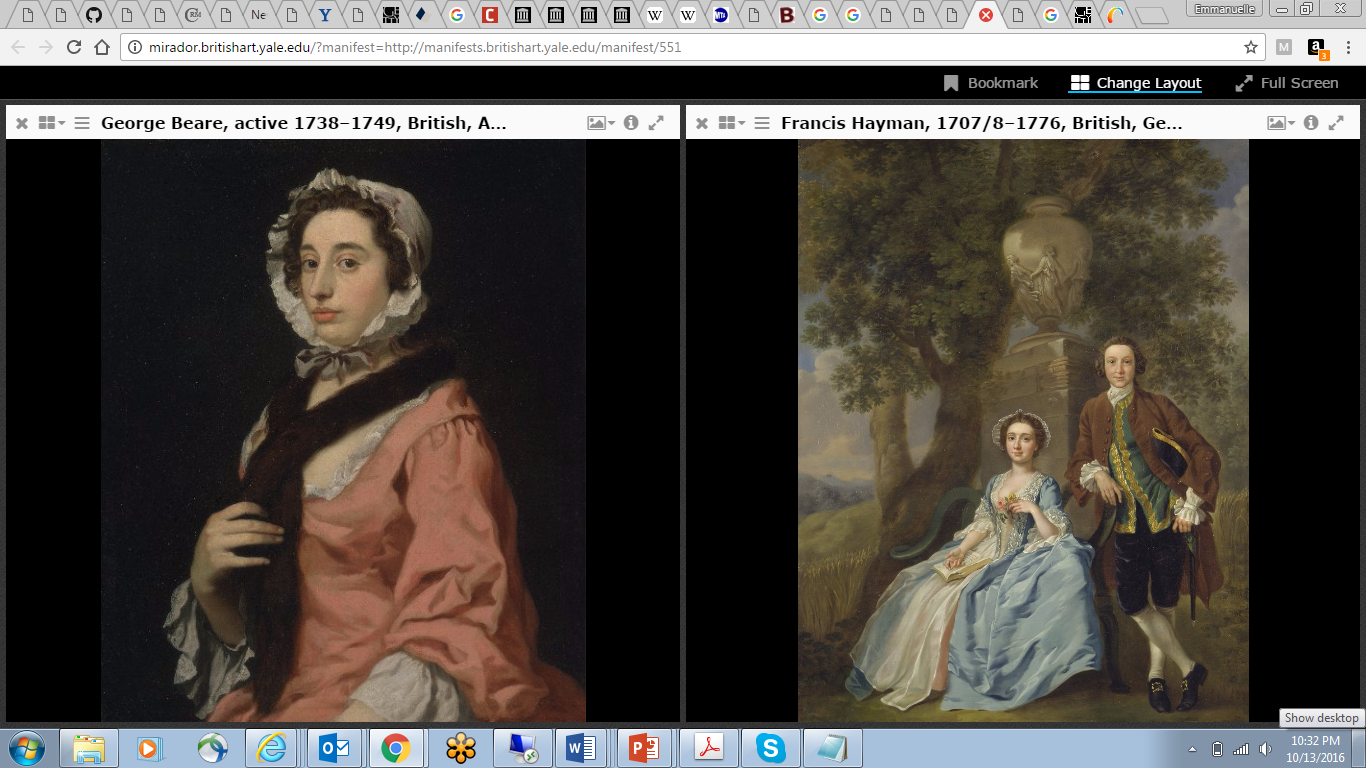 Ne
Emmanuelle
mirador.britishart.yale.edu/?manifest=http://manifests.britishart.yale.edu/manifest/551
Bookmark
Change Layout
Full Screen
George Beare, active 1738–1749, British, A...
Francis Hayman, 1707/8–1776, British, Ge...
Show desktop
10:32 PM
10/13/2016